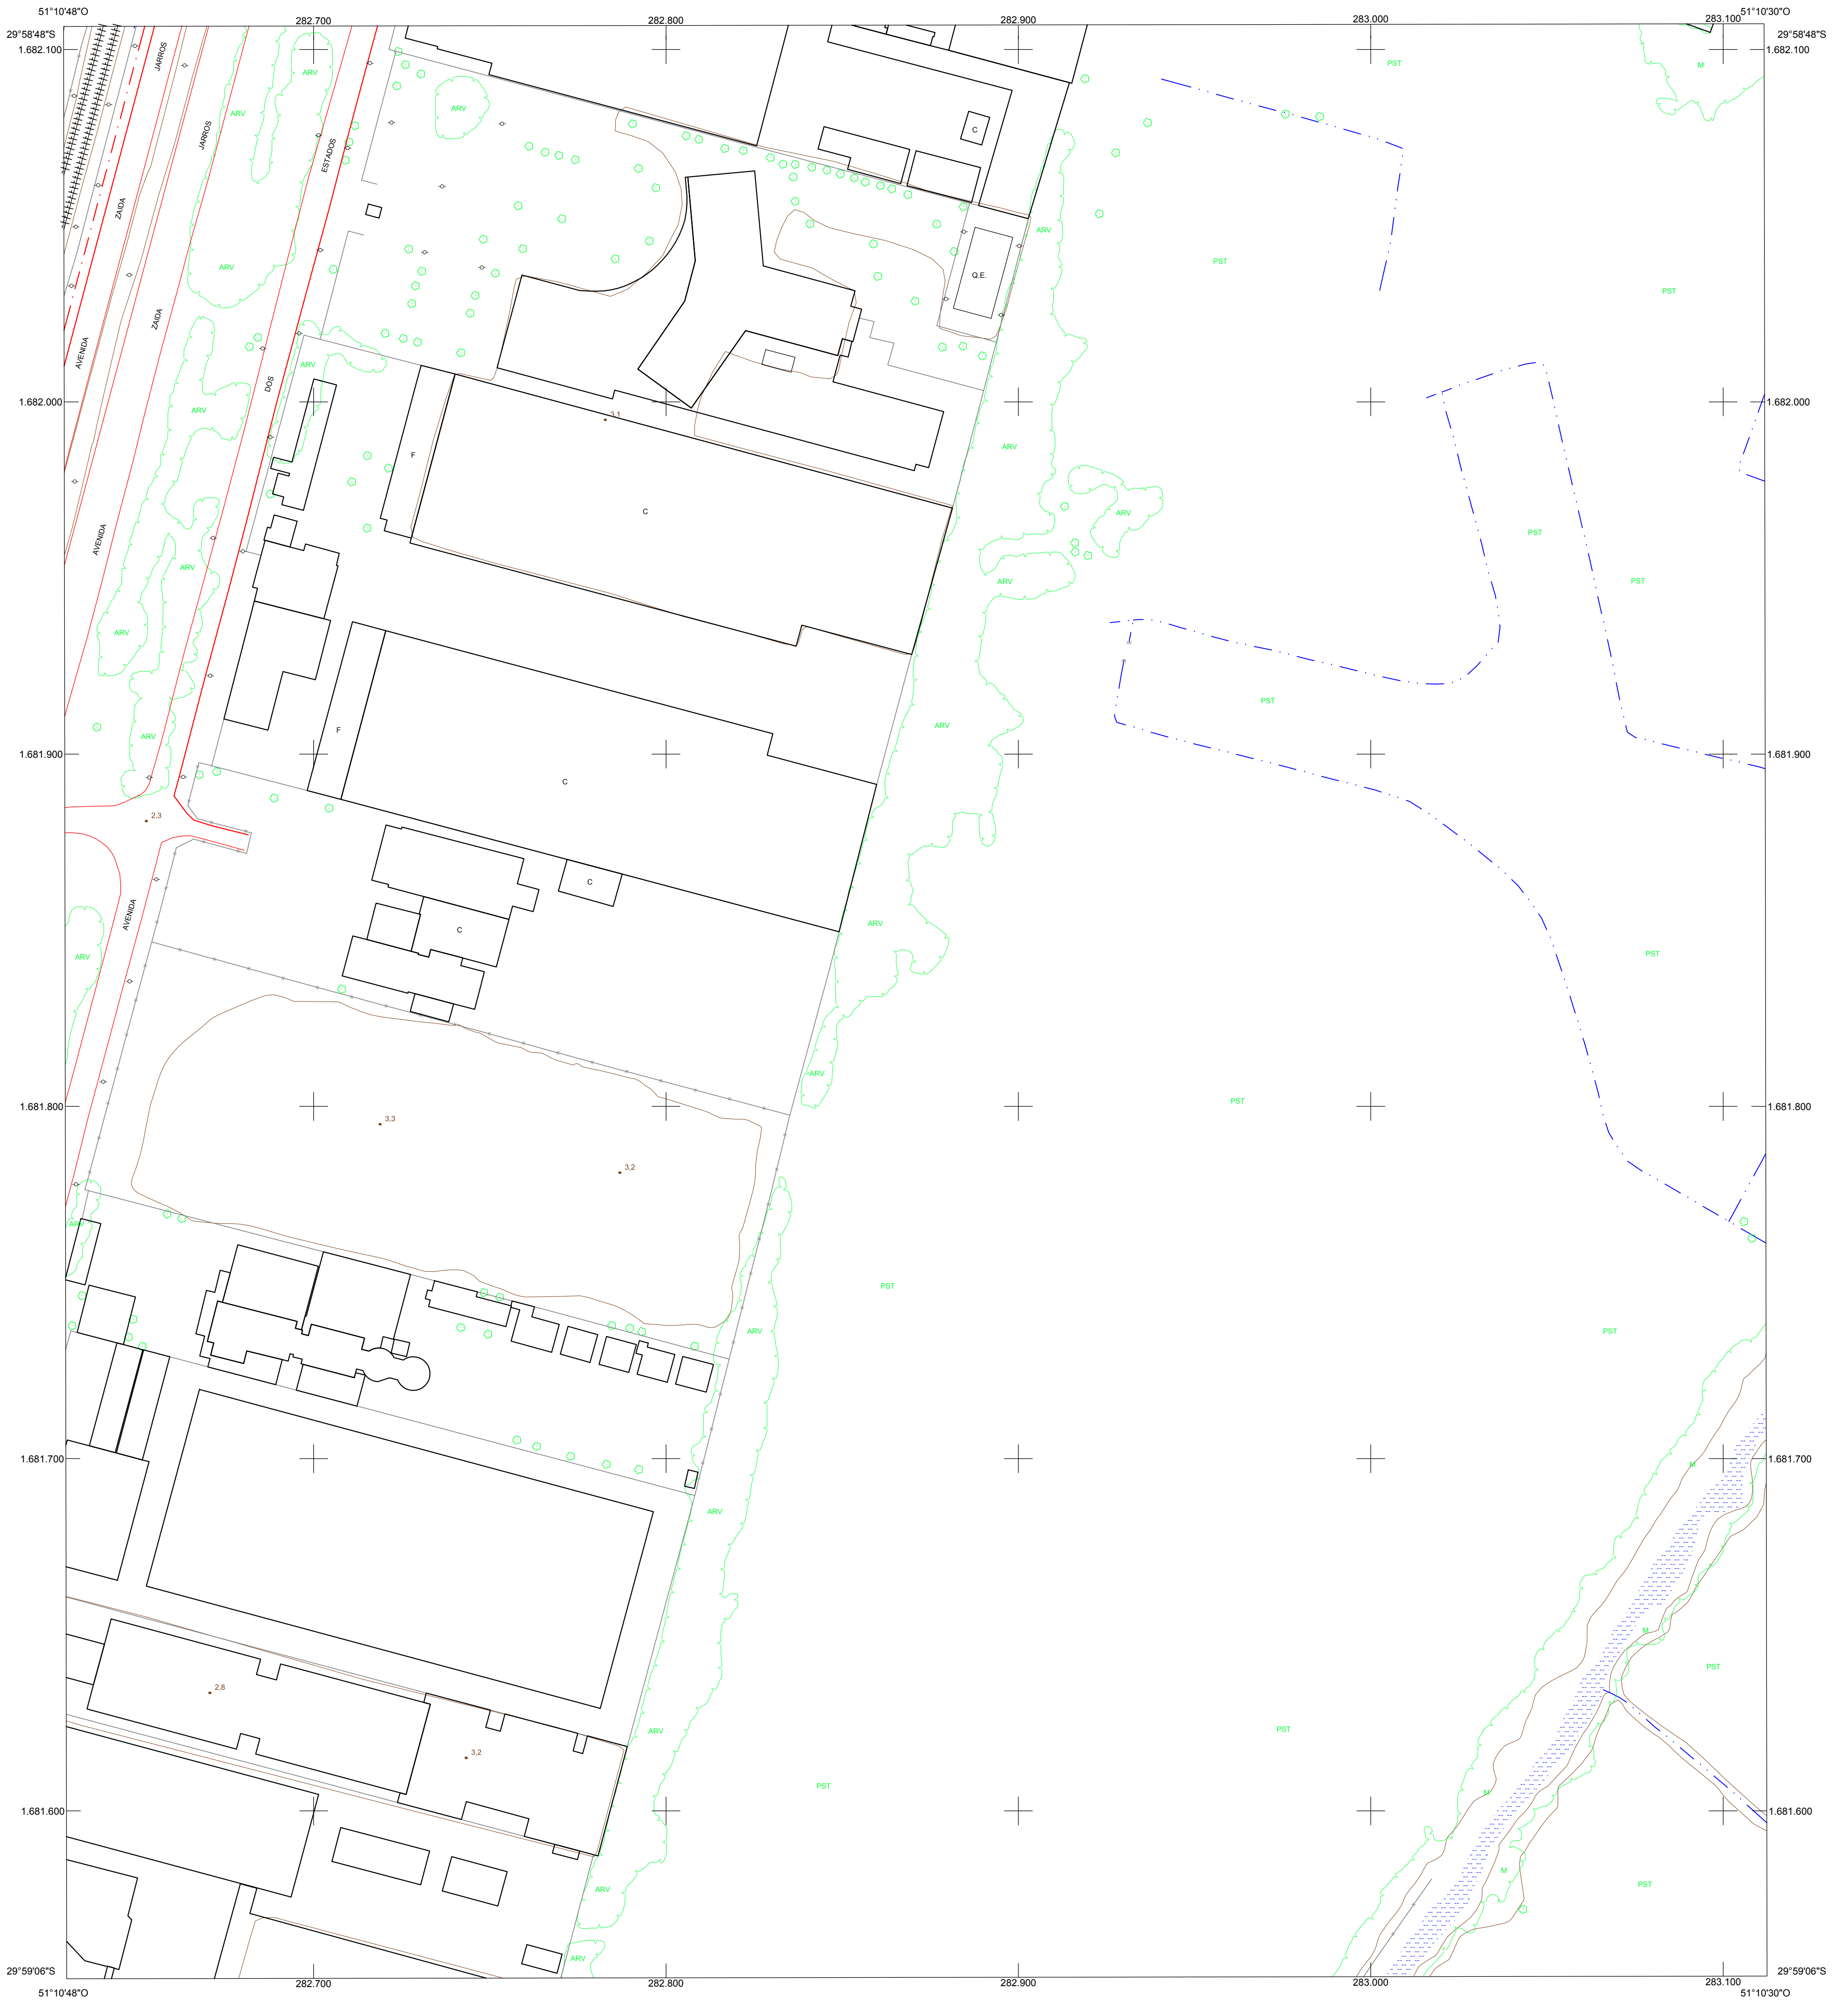 51°10'48"O
282.700
282.800
282.900
283.000
283.100
51°10'30"O
29°58'48"S
29°58'48"S
1.682.100
1.682.100
JARROS
ARV
ARV
ARV
PST
M
JARROS
ESTADOS
C
ZAIDA
ARV
ARV
Q.E.
PST
PST
ZAIDA
AVENIDA
ARV
DOS
1.682.000
1.682.000
ARV
3,1
ARV
F
C
ARV
AVENIDA
PST
ARV
ARV
PST
ARV
PST
ARV
F
ARV
1.681.900
1.681.900
C
2,3
C
AVENIDA
ARV
C
ARV
PST
ARV
1.681.800
1.681.800
PST
3,3
3,2
ARV
PST
ARV
PST
1.681.700
1.681.700
M
ARV
M
PST
2,8
ARV
PST
3,2
PST
M
1.681.600
1.681.600
M
ARV
PST
ARV
29°59'06"S
29°59'06"S
282.700
282.800
282.900
283.000
283.100
51°10'48"O
51°10'30"O